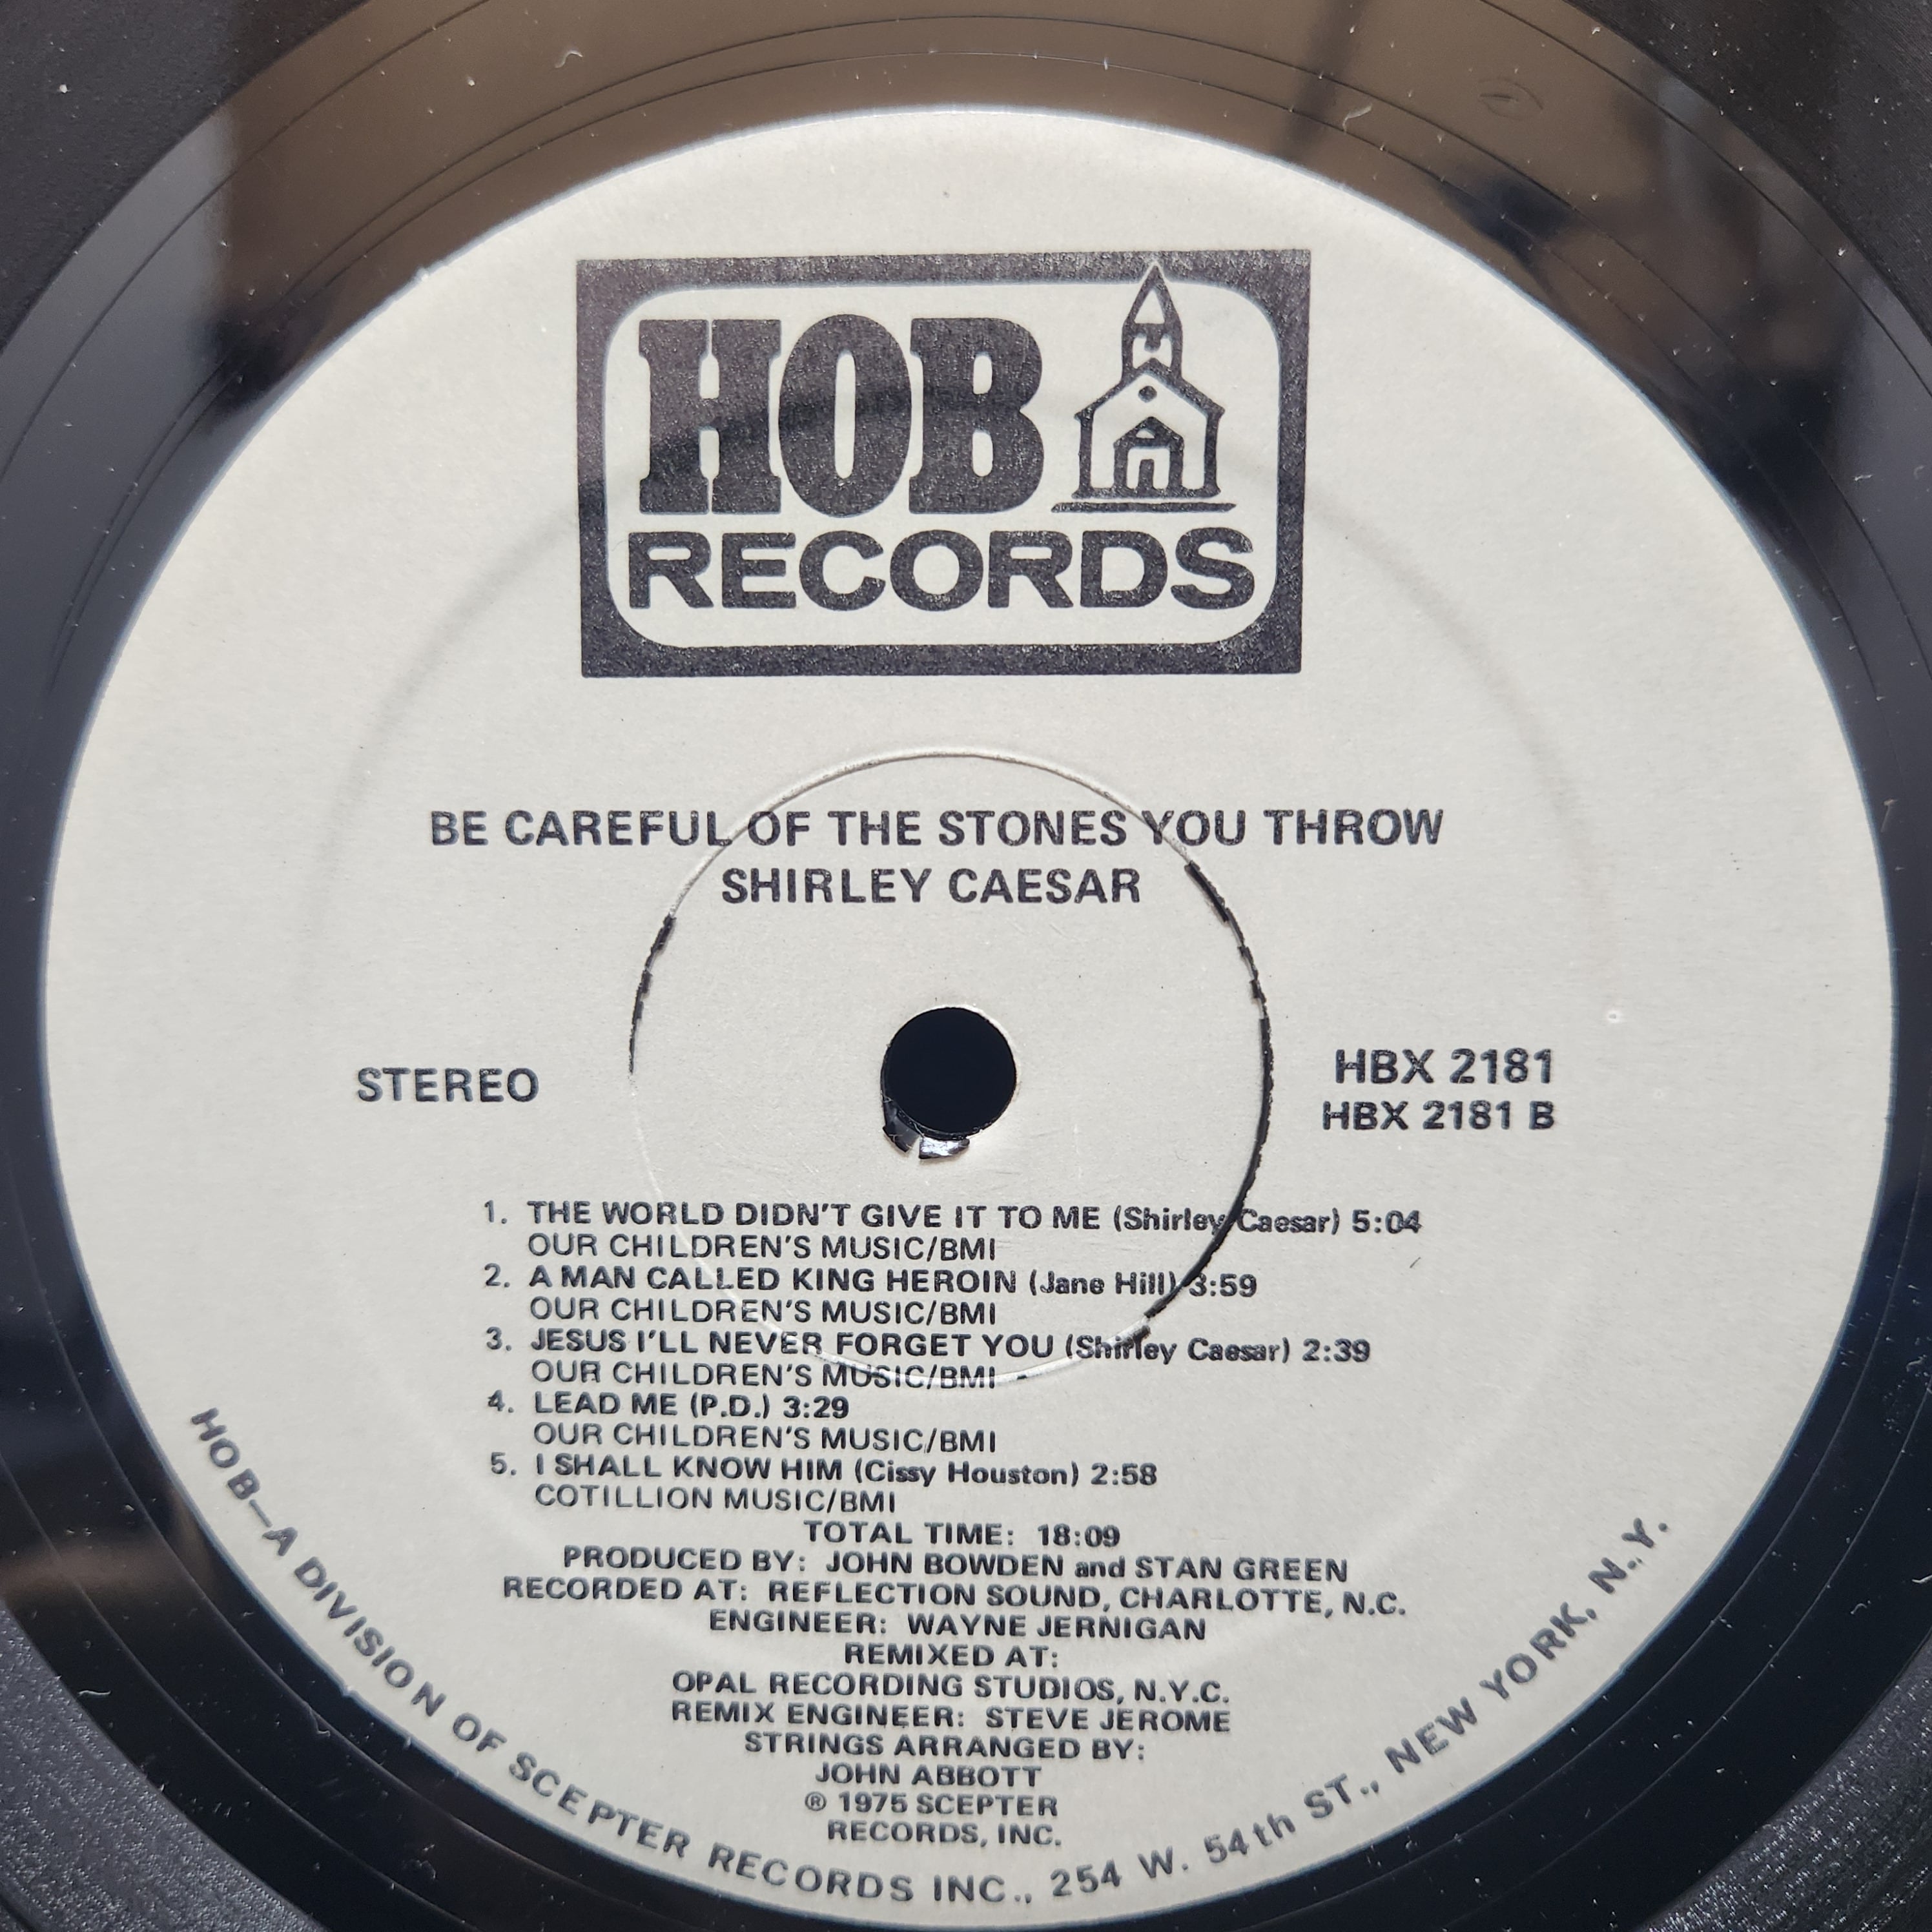 HOB
RECORDS
BE CAREFUL OF THE STONES YOU THROW
SHIRLEY CAESAR
STEREO
HBX 2181
HBX 2181 B
1. THE WORLD DIDN'T GIVE IT TO ME (Shirley Caesar) 5:04
OUR CHILDREN'S MUSIC/BMI
2. A MAN CALLED KING HEROIN (Jane Hill) 3:59
OUR CHILDREN'S MUSIC/BMI
3. JESUS I'LL NEVER FORGET YOU (Shirley Caesar) 2:39
OUR CHILDREN'S MUSIC/BMI
4. LEAD ME (P.D.) 3:29
OUR CHILDREN'S MUSIC/BMI
5. I SHALL KNOW HIM (Cissy Houston) 2:58
COTILLION MUSIC/BMI
TOTAL TIME: 18:09
PRODUCED BY: JOHN BOWDEN and STAN GREEN
RECORDED AT: REFLECTION SOUND, CHARLOTTE, N.C.
ENGINEER: WAYNE JERNIGAN
REMIXED AT:
OPAL RECORDING STUDIOS, N.Y.C.
REMIX ENGINEER: STEVE JEROME
STRINGS ARRANGED BY:
JOHN ABBOTT
® 1975 SCEPTER
RECORDS, INC.
HOB—A DIVISION OF SCEPTER RECORDS INC., 254 W. 54th ST., NEW YORK, N.Y.